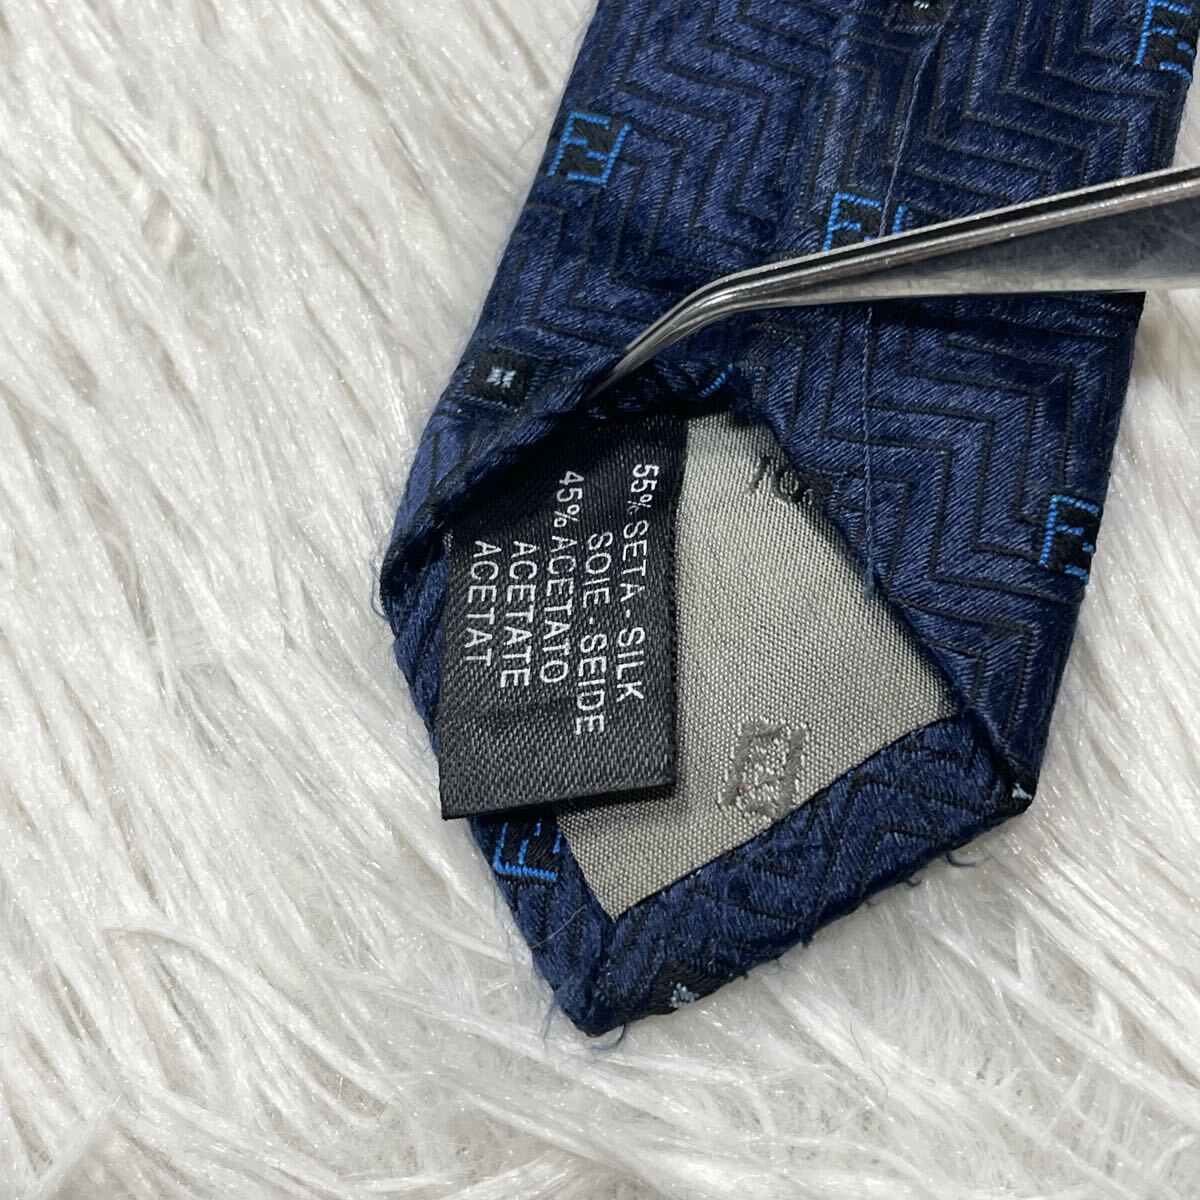 55% SETA - SILK
SOIE - SEIDE
45% ACETATO
ACETATE
ACETAT